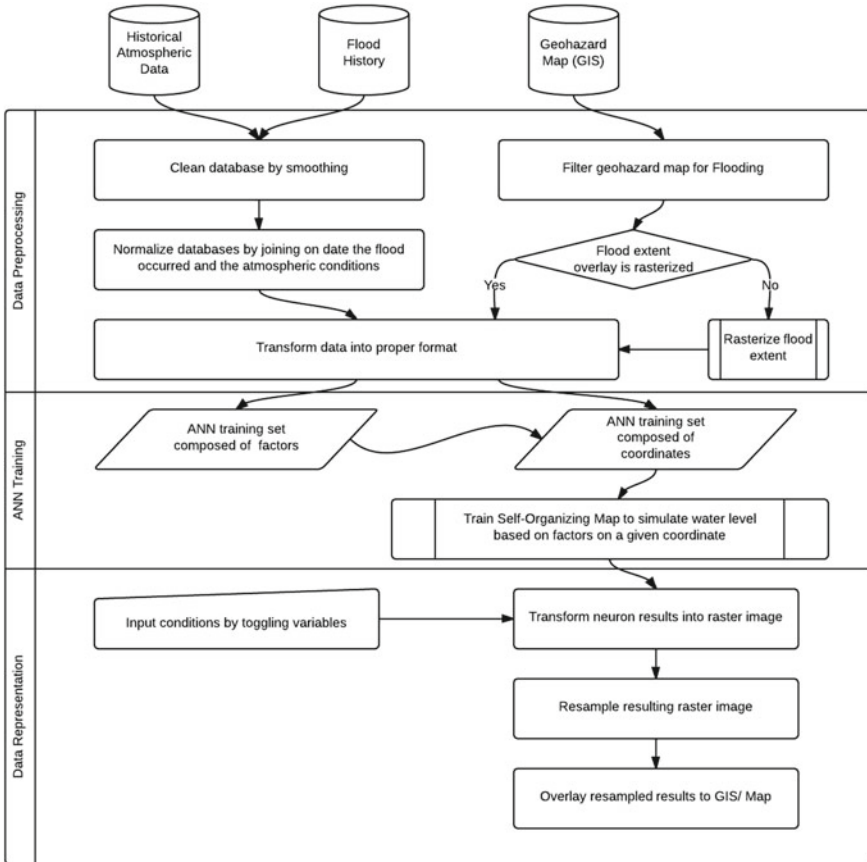 Historical
Atmospheric
Data
Flood
History
Geohazard
Map (GIS)
Data Preprocessing
Clean database by smoothing
Filter geohazard map for Flooding
Normalize databases by joining on date the flood
occurred and the atmospheric conditions
Flood extent
overlay is rasterized
Yes
No
Transform data into proper format
Rasterize flood
extent
ANN Training
ANN training set
composed of factors
ANN training set
composed of
coordinates
Train Self-Organizing Map to simulate water level
based on factors on a given coordinate
Data Representation
Input conditions by toggling variables
Transform neuron results into raster image
Resample resulting raster image
Overlay resampled results to GIS/ Map